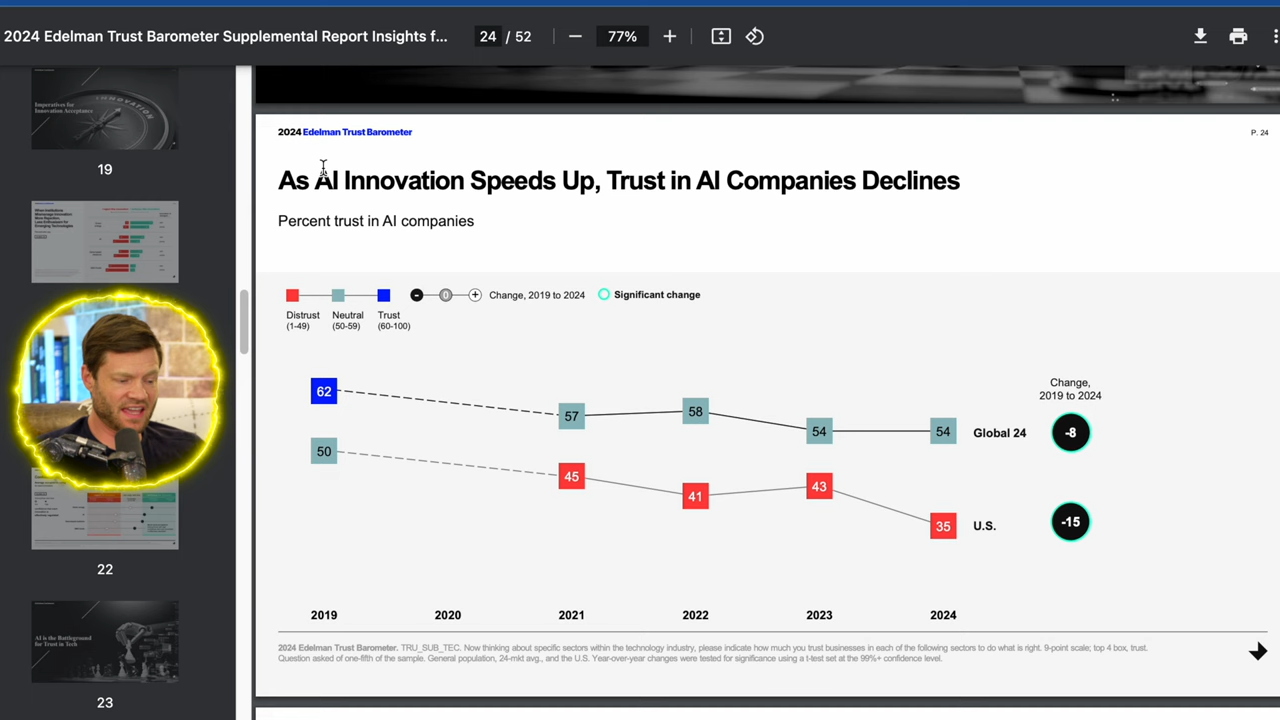 2024 Edelman Trust Barometer Supplemental Report Insights f...
24 / 52
77%
Imperatives for
Innovation Acceptance
INNOVATION
19
22
AI is the Battleground
for Trust in Tech
23
2024 Edelman Trust Barometer
P. 24
As AI Innovation Speeds Up, Trust in AI Companies Declines
Percent trust in AI companies
Distrust
(1-49)
Neutral
(50-59)
Trust
(60-100)
- 0 + Change, 2019 to 2024
Significant change
Change,
2019 to 2024
62 57 58 54 54 Global 24 -8
50 45 41 43 35 U.S. -15
2019 2020 2021 2022 2023 2024
2024 Edelman Trust Barometer. TRU_SUB_TEC. Now thinking about specific sectors within the technology industry, please indicate how much you trust businesses in each of the following sectors to do what is right. 9-point scale; top 4 box, trust.
Question asked of one-fifth of the sample. General population, 24-mkt avg., and the U.S. Year-over-year changes were tested for significance using a t-test set at the 99%+ confidence level.